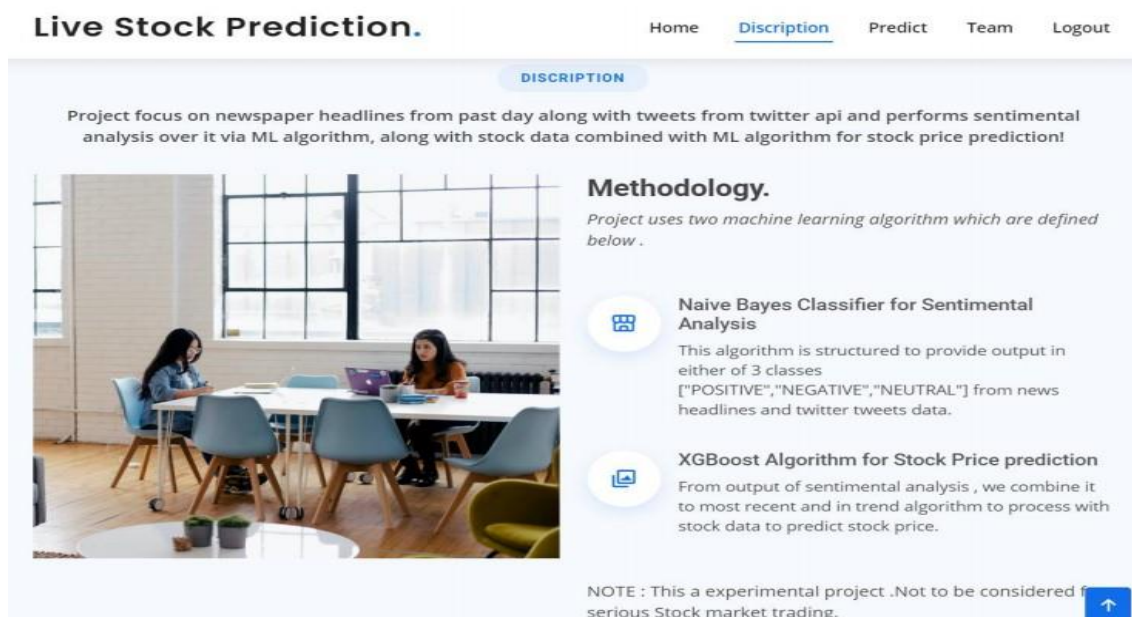 Live Stock Prediction.
Home Discription Predict Team Logout
DISCRIPTION
Project focus on newspaper headlines from past day along with tweets from twitter api and performs sentimental
analysis over it via ML algorithm, along with stock data combined with ML algorithm for stock price prediction!
Methodology.
Project uses two machine learning algorithm which are defined
below .
Naive Bayes Classifier for Sentimental
Analysis
This algorithm is structured to provide output in
either of 3 classes
["POSITIVE","NEGATIVE","NEUTRAL"] from news
headlines and twitter tweets data.
XGBoost Algorithm for Stock Price prediction
From output of sentimental analysis , we combine it
to most recent and in trend algorithm to process with
stock data to predict stock price.
NOTE : This a experimental project .Not to be considered
serious Stock market trading.